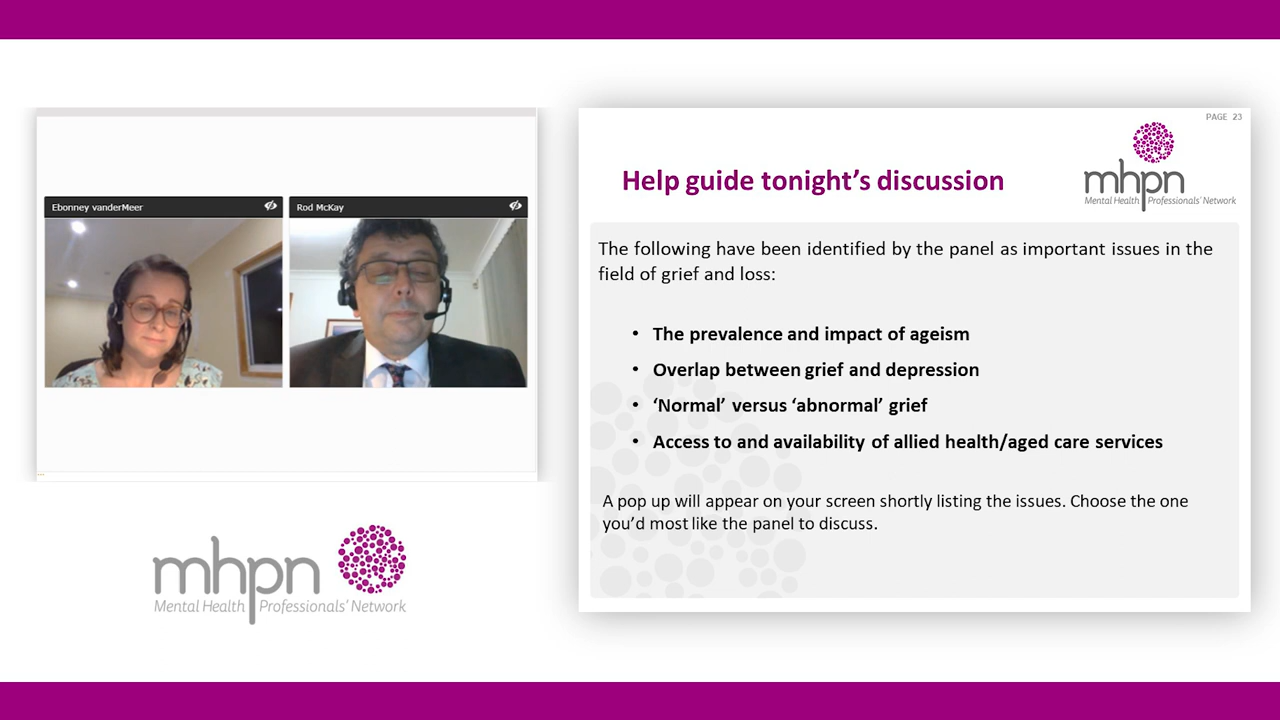 Ebonney vanderMeer
Rod McKay
mhpn
Mental Health Professionals' Network
PAGE 23
mhpn
Mental Health Professionals' Network
Help guide tonight's discussion
The following have been identified by the panel as important issues in the
field of grief and loss:
• The prevalence and impact of ageism
• Overlap between grief and depression
• 'Normal' versus 'abnormal' grief
• Access to and availability of allied health/aged care services
A pop up will appear on your screen shortly listing the issues. Choose the one
you'd most like the panel to discuss.